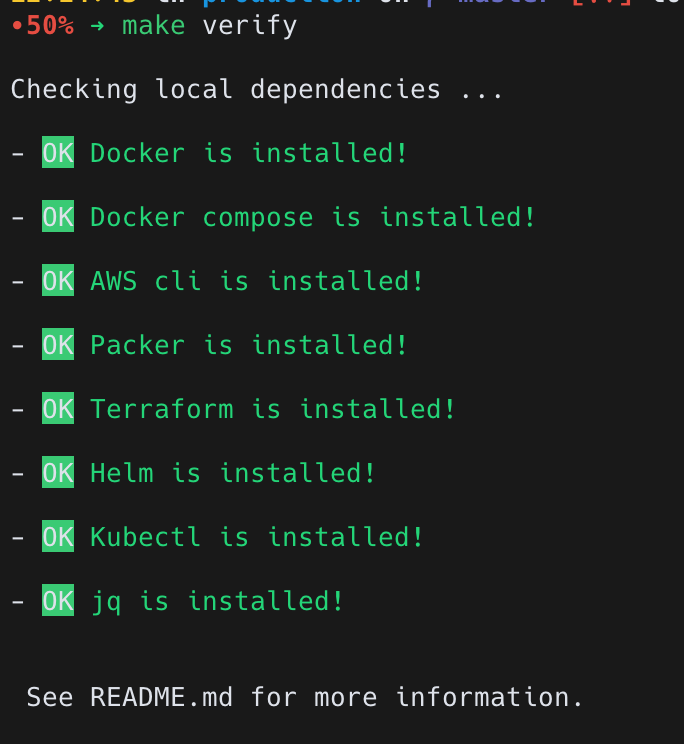 •50% → make verify
Checking local dependencies ...
- OK Docker is installed!
- OK Docker compose is installed!
- OK AWS cli is installed!
- OK Packer is installed!
- OK Terraform is installed!
- OK Helm is installed!
- OK Kubectl is installed!
- OK jq is installed!
See README.md for more information.